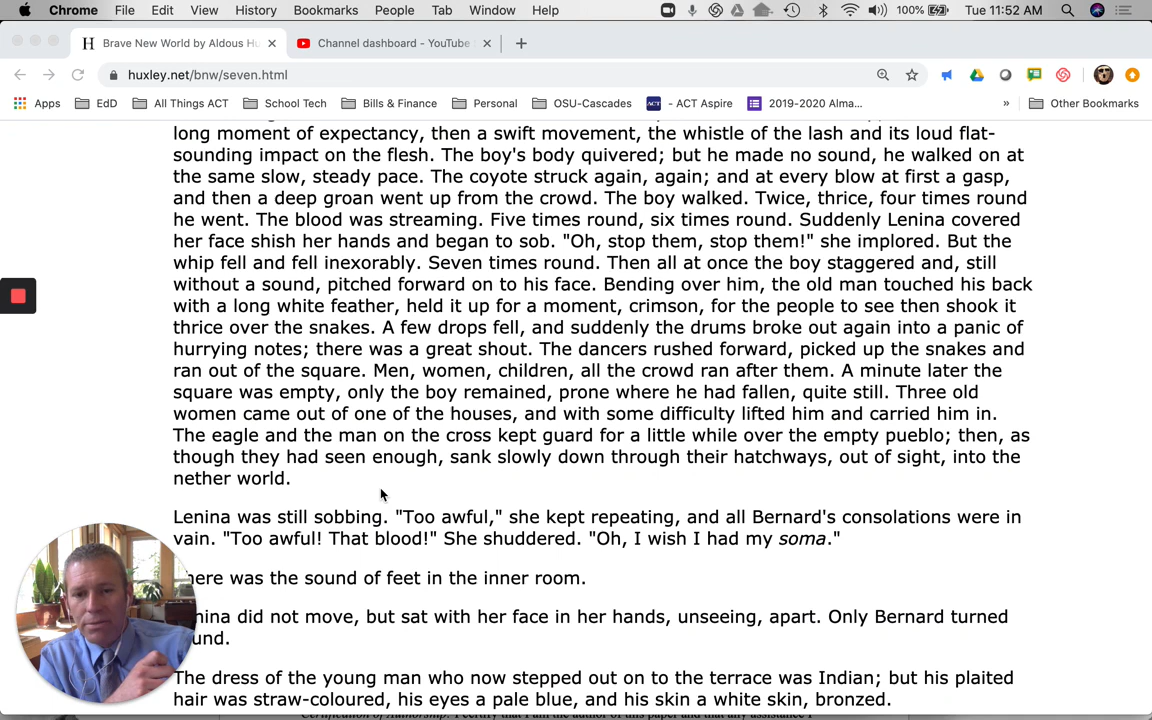 Chrome File Edit View History Bookmarks People Tab Window Help 100% Tue 11:52 AM
H Brave New World by Aldous Hu Channel dashboard - YouTube
huxley.net/bnw/seven.html
Apps EdD All Things ACT School Tech Bills & Finance Personal OSU-Cascades ACT - ACT Aspire 2019-2020 Alma... » Other Bookmarks
long moment of expectancy, then a swift movement, the whistle of the lash and its loud flat-
sounding impact on the flesh. The boy's body quivered; but he made no sound, he walked on at
the same slow, steady pace. The coyote struck again, again; and at every blow at first a gasp,
and then a deep groan went up from the crowd. The boy walked. Twice, thrice, four times round
he went. The blood was streaming. Five times round, six times round. Suddenly Lenina covered
her face shish her hands and began to sob. "Oh, stop them, stop them!" she implored. But the
whip fell and fell inexorably. Seven times round. Then all at once the boy staggered and, still
without a sound, pitched forward on to his face. Bending over him, the old man touched his back
with a long white feather, held it up for a moment, crimson, for the people to see then shook it
thrice over the snakes. A few drops fell, and suddenly the drums broke out again into a panic of
hurrying notes; there was a great shout. The dancers rushed forward, picked up the snakes and
ran out of the square. Men, women, children, all the crowd ran after them. A minute later the
square was empty, only the boy remained, prone where he had fallen, quite still. Three old
women came out of one of the houses, and with some difficulty lifted him and carried him in.
The eagle and the man on the cross kept guard for a little while over the empty pueblo; then, as
though they had seen enough, sank slowly down through their hatchways, out of sight, into the
nether world.
Lenina was still sobbing. "Too awful," she kept repeating, and all Bernard's consolations were in
vain. "Too awful! That blood!" She shuddered. "Oh, I wish I had my soma."
here was the sound of feet in the inner room.
nina did not move, but sat with her face in her hands, unseeing, apart. Only Bernard turned
und.
The dress of the young man who now stepped out on to the terrace was Indian; but his plaited
hair was straw-coloured, his eyes a pale blue, and his skin a white skin, bronzed.